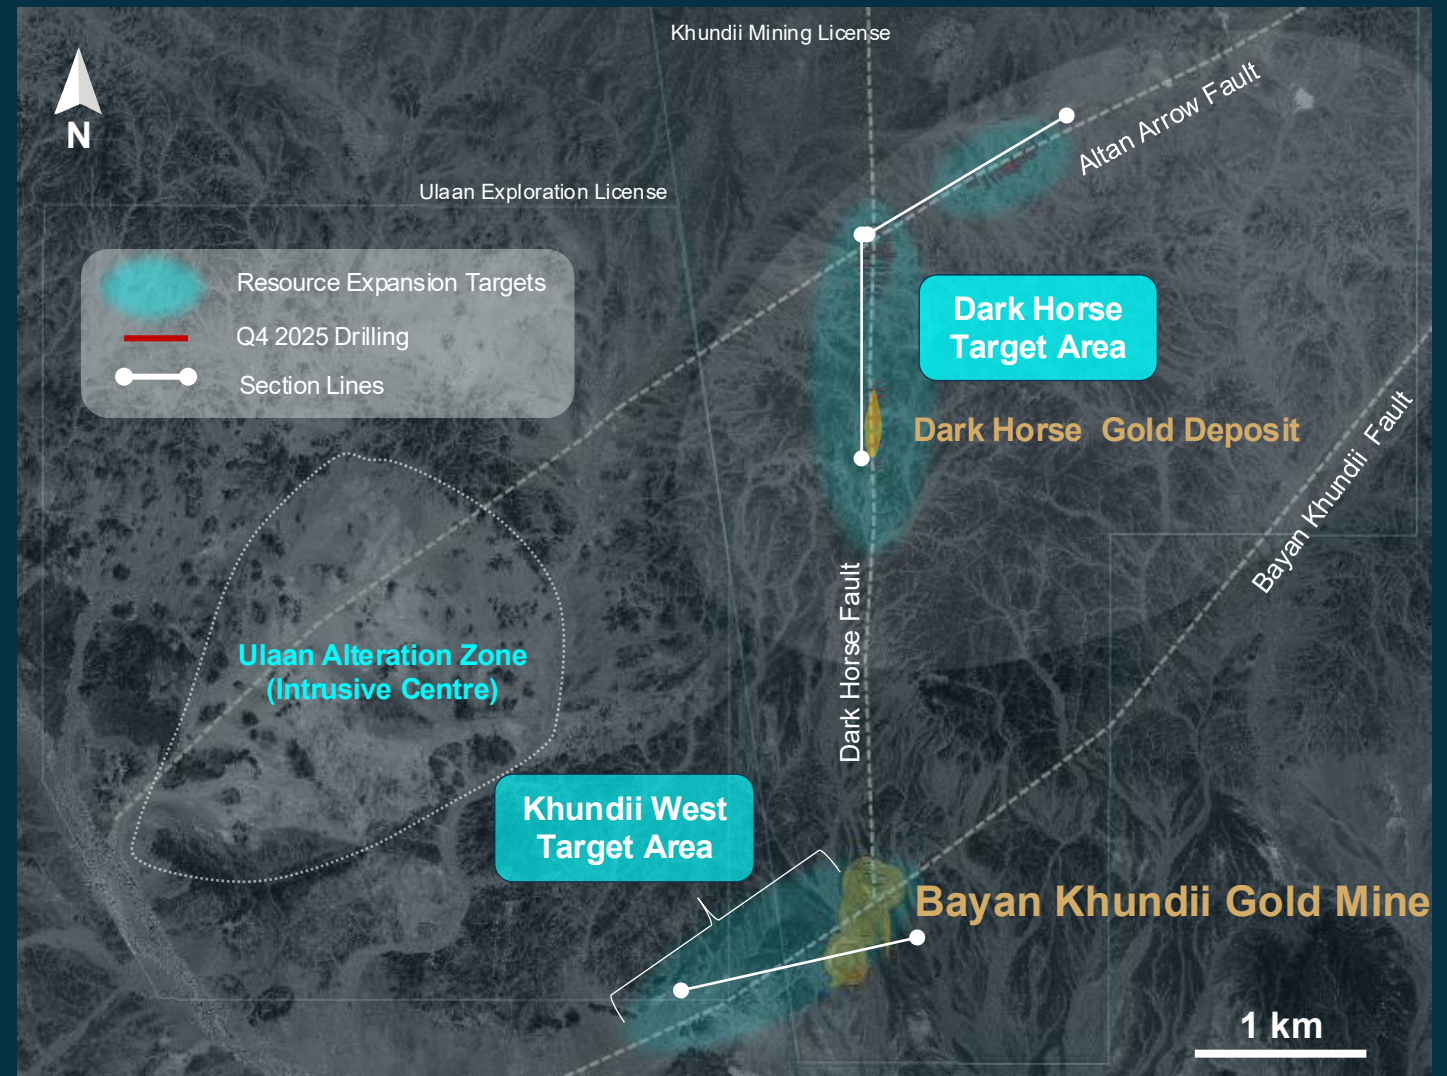 Khundii Mining License
N
Altan Arrow Fault
Ulaan Exploration License
Resource Expansion Targets
Q4 2025 Drilling
Section Lines
Dark Horse
Target Area
Dark Horse Gold Deposit
Bayan Khundii Fault
Dark Horse Fault
Ulaan Alteration Zone
(Intrusive Centre)
Khundii West
Target Area
Bayan Khundii Gold Mine
1 km